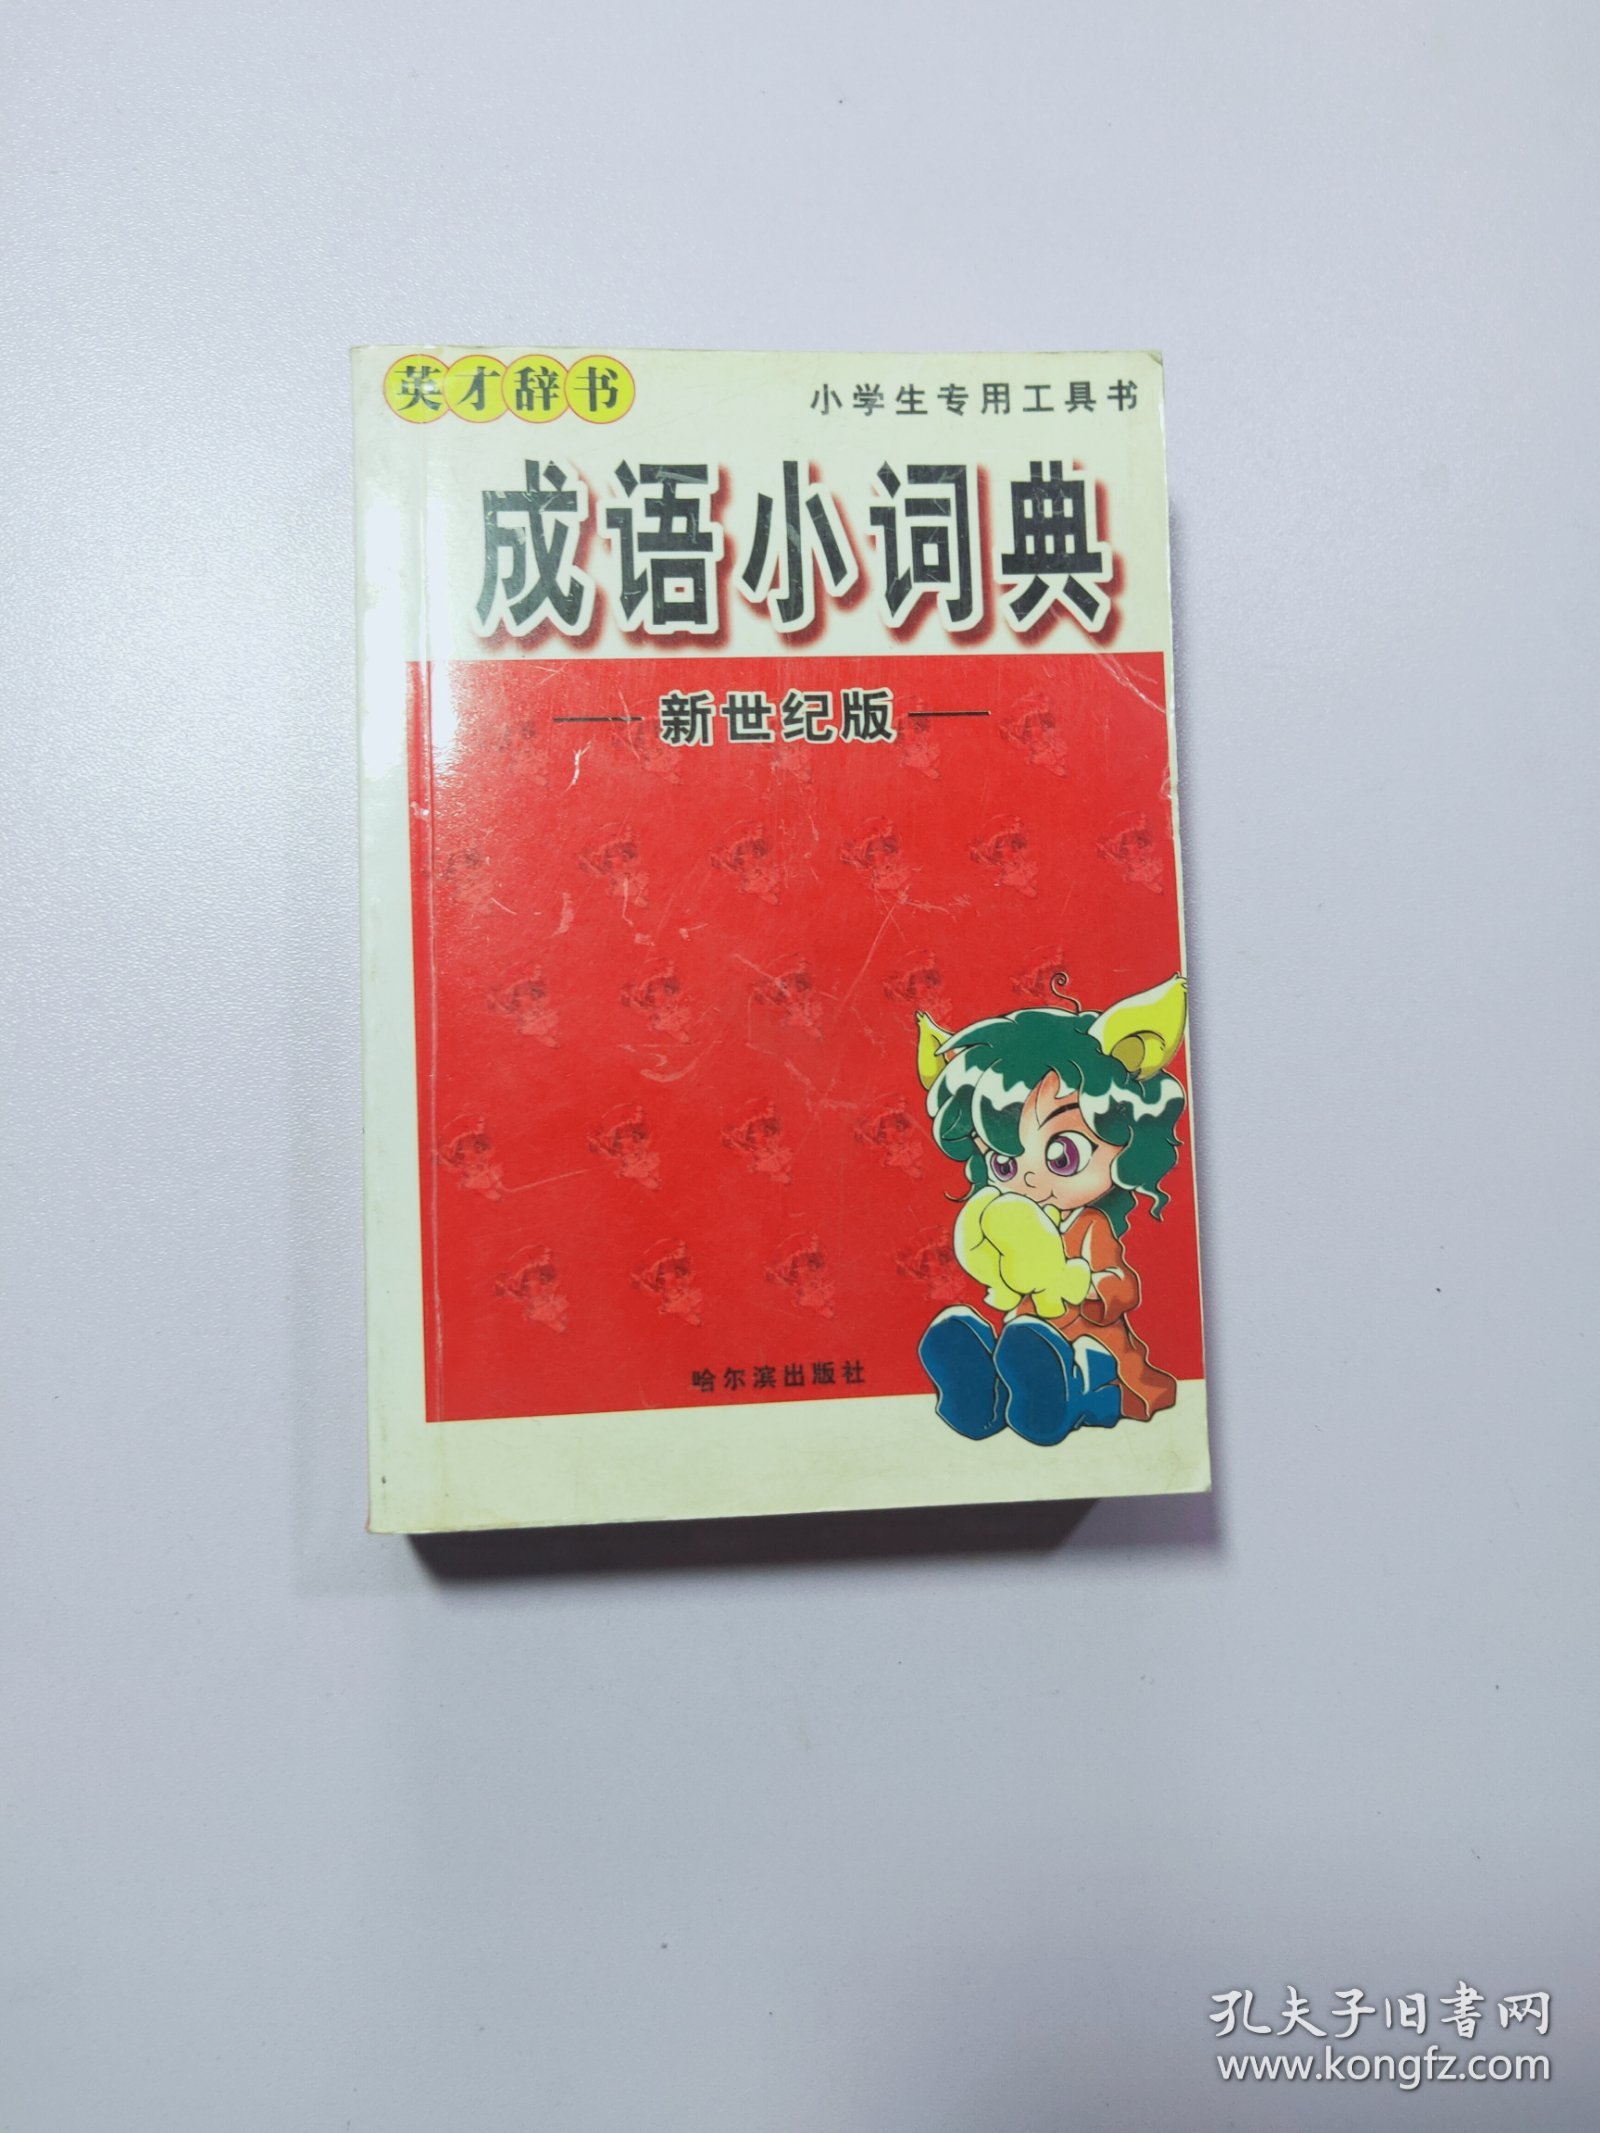 英才辞书
小学生专用工具书
成语小词典
新世纪版
哈尔滨出版社
孔夫子旧书网
www.kongfz.com